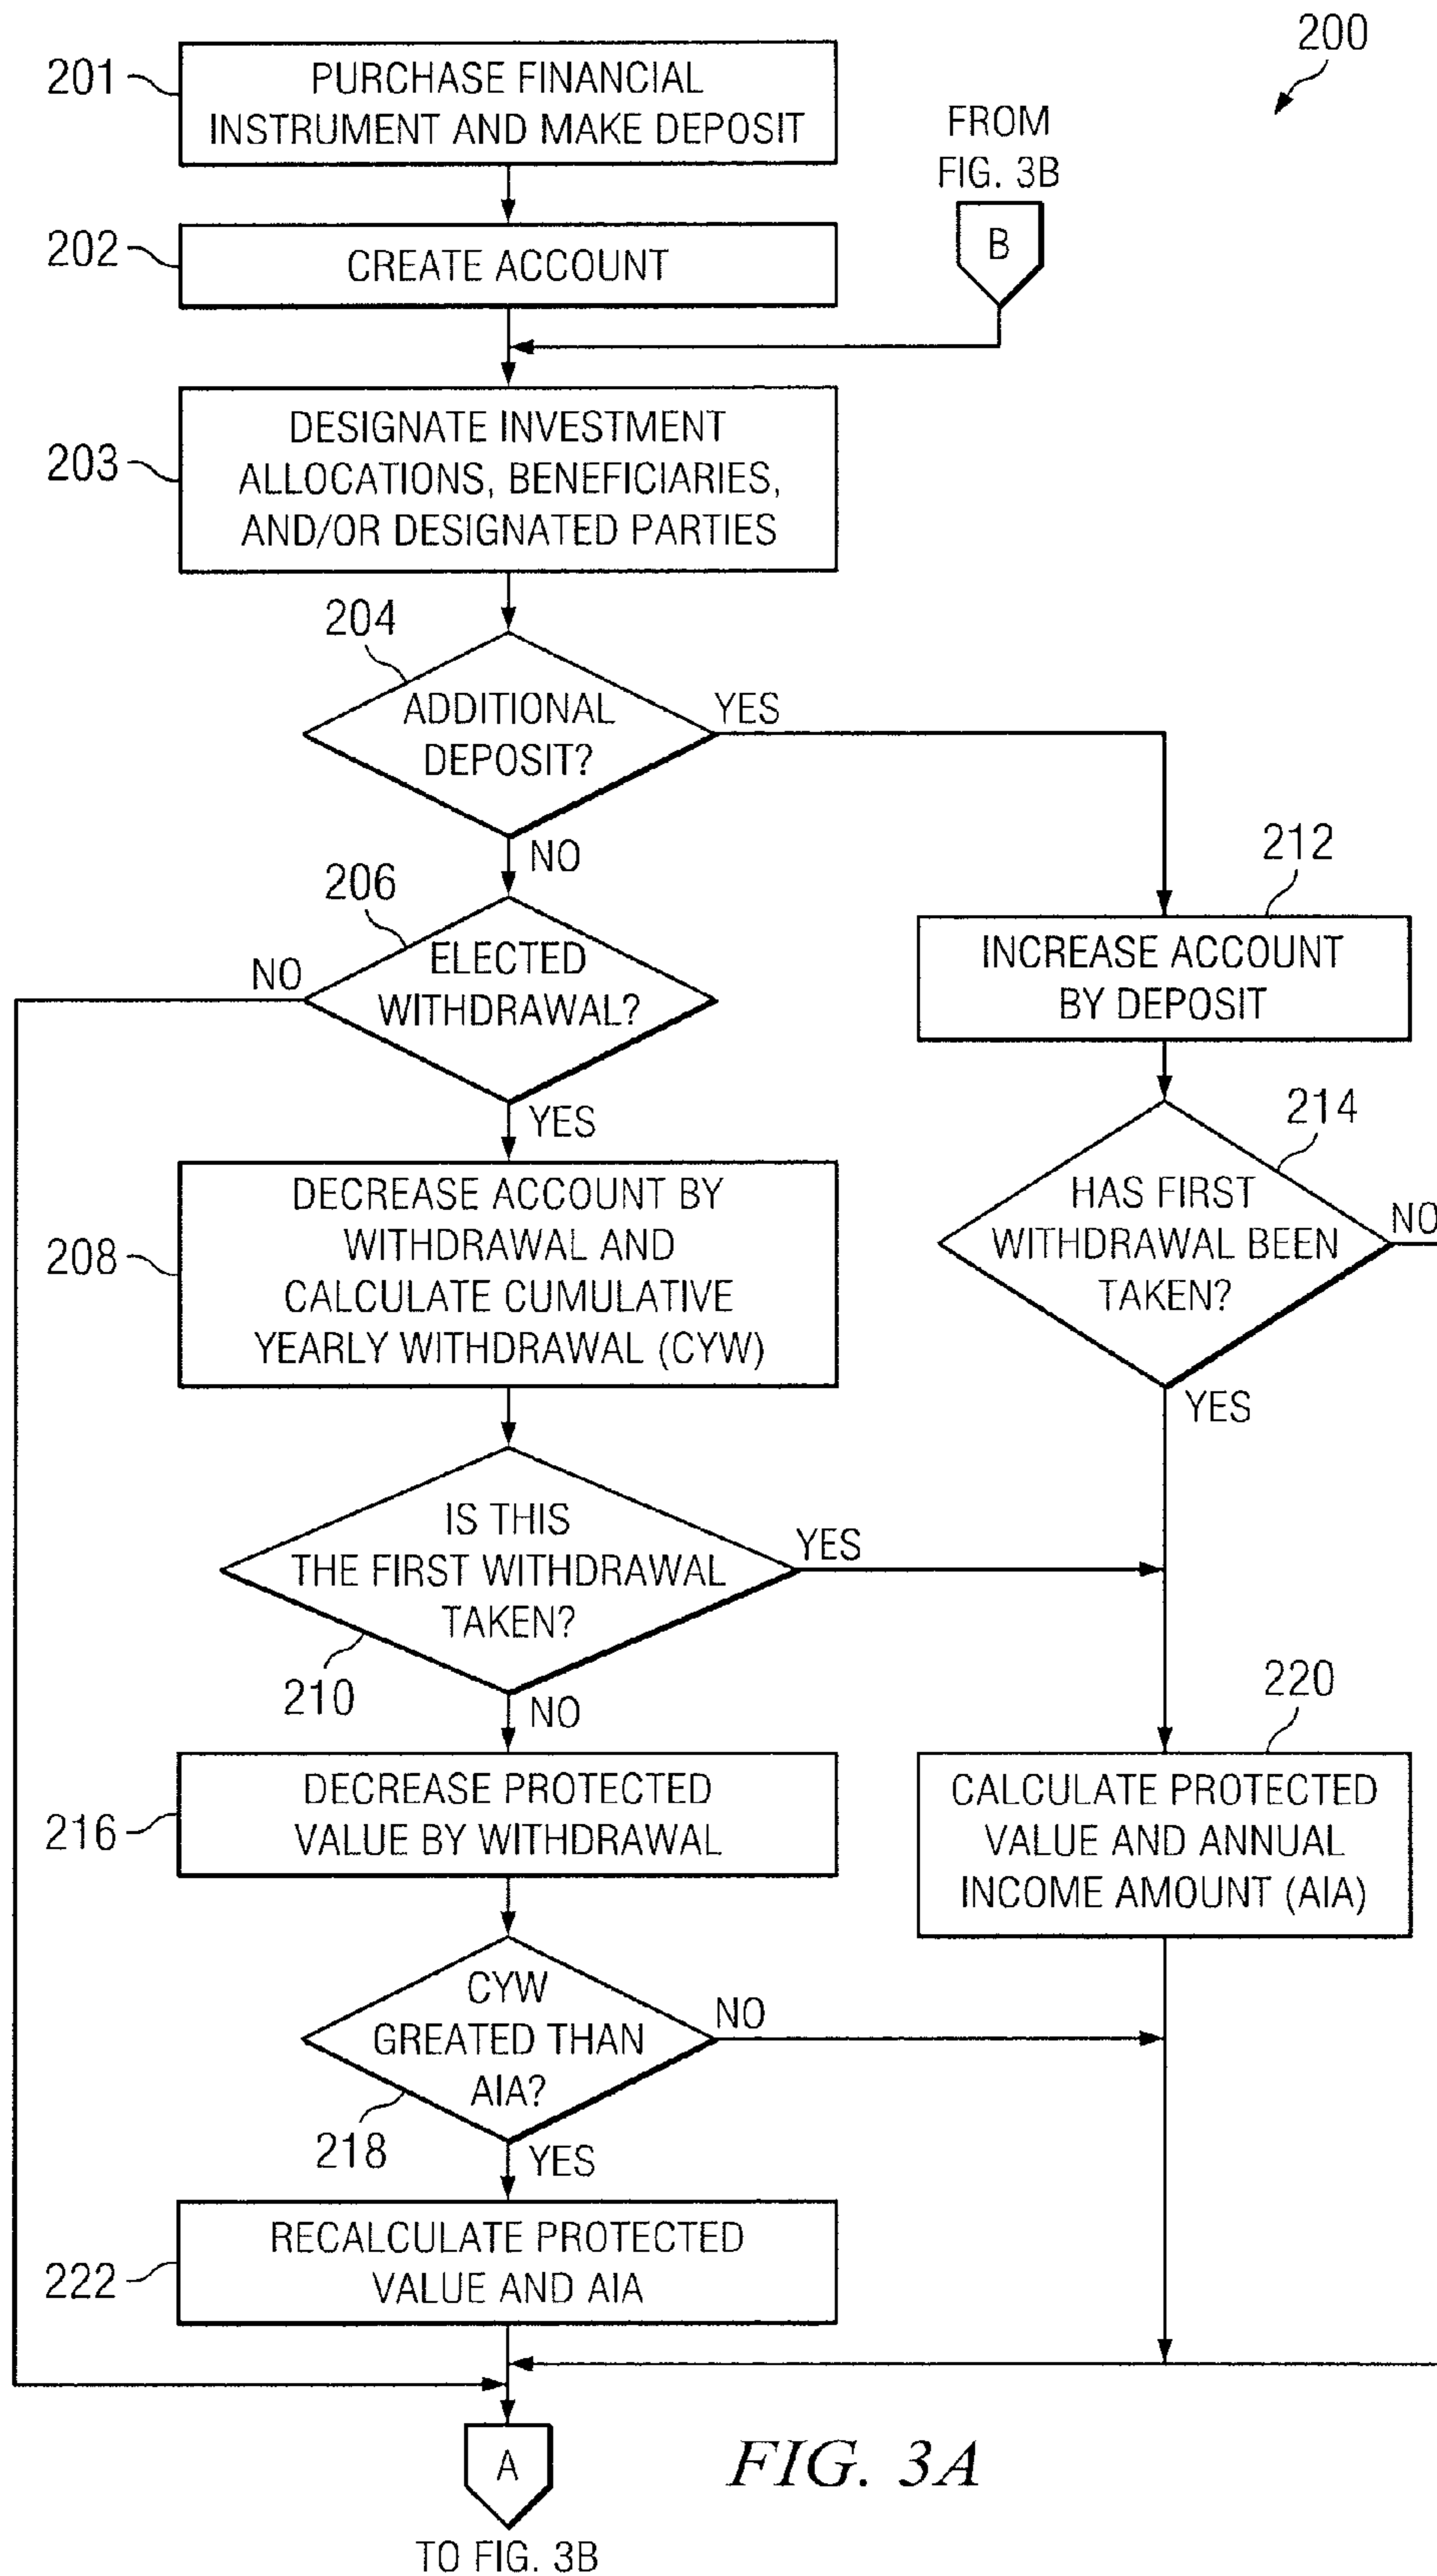 200
201
PURCHASE FINANCIAL
INSTRUMENT AND MAKE DEPOSIT
FROM
FIG. 3B
B
202
CREATE ACCOUNT
203
DESIGNATE INVESTMENT
ALLOCATIONS, BENEFICIARIES,
AND/OR DESIGNATED PARTIES
204
ADDITIONAL
DEPOSIT?
YES
NO
206
ELECTED
WITHDRAWAL?
NO
YES
212
INCREASE ACCOUNT
BY DEPOSIT
214
HAS FIRST
WITHDRAWAL BEEN
TAKEN?
NO
YES
208
DECREASE ACCOUNT BY
WITHDRAWAL AND
CALCULATE CUMULATIVE
YEARLY WITHDRAWAL (CYW)
IS THIS
THE FIRST WITHDRAWAL
TAKEN?
YES
210
NO
216
DECREASE PROTECTED
VALUE BY WITHDRAWAL
220
CALCULATE PROTECTED
VALUE AND ANNUAL
INCOME AMOUNT (AIA)
CYW
GREATED THAN
AIA?
NO
218
YES
222
RECALCULATE PROTECTED
VALUE AND AIA
A
TO FIG. 3B
FIG. 3A